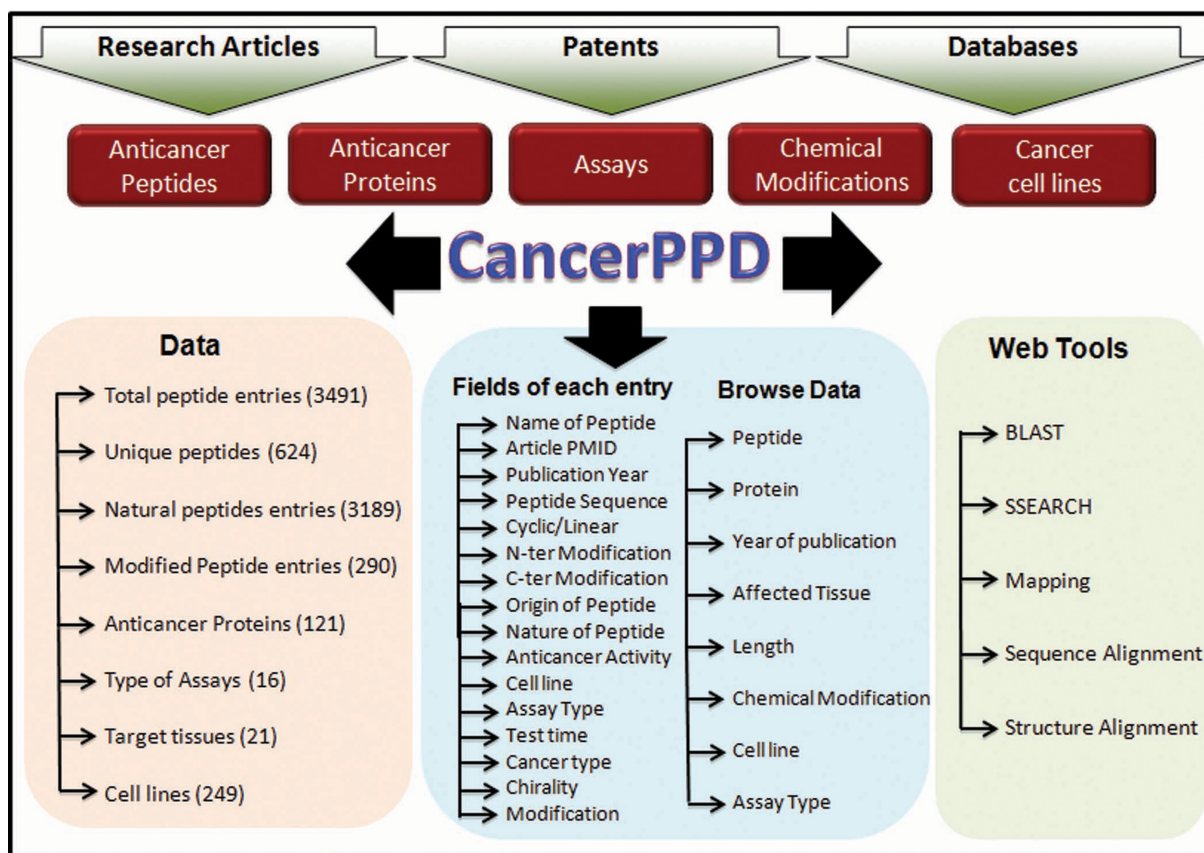 Research Articles
Patents
Databases
Anticancer
Peptides
Anticancer
Proteins
Assays
Chemical
Modifications
Cancer
cell lines
CancerPPD
Data
Total peptide entries (3491)
Unique peptides (624)
Natural peptides entries (3189)
Modified Peptide entries (290)
Anticancer Proteins (121)
Type of Assays (16)
Target tissues (21)
Cell lines (249)
Fields of each entry
Name of Peptide
Article PMID
Publication Year
Peptide Sequence
Cyclic/Linear
N-ter Modification
C-ter Modification
Origin of Peptide
Nature of Peptide
Anticancer Activity
Cell line
Assay Type
Test time
Cancer type
Chirality
Modification
Browse Data
Peptide
Protein
Year of publication
Affected Tissue
Length
Chemical Modification
Cell line
Assay Type
Web Tools
BLAST
SSEARCH
Mapping
Sequence Alignment
Structure Alignment